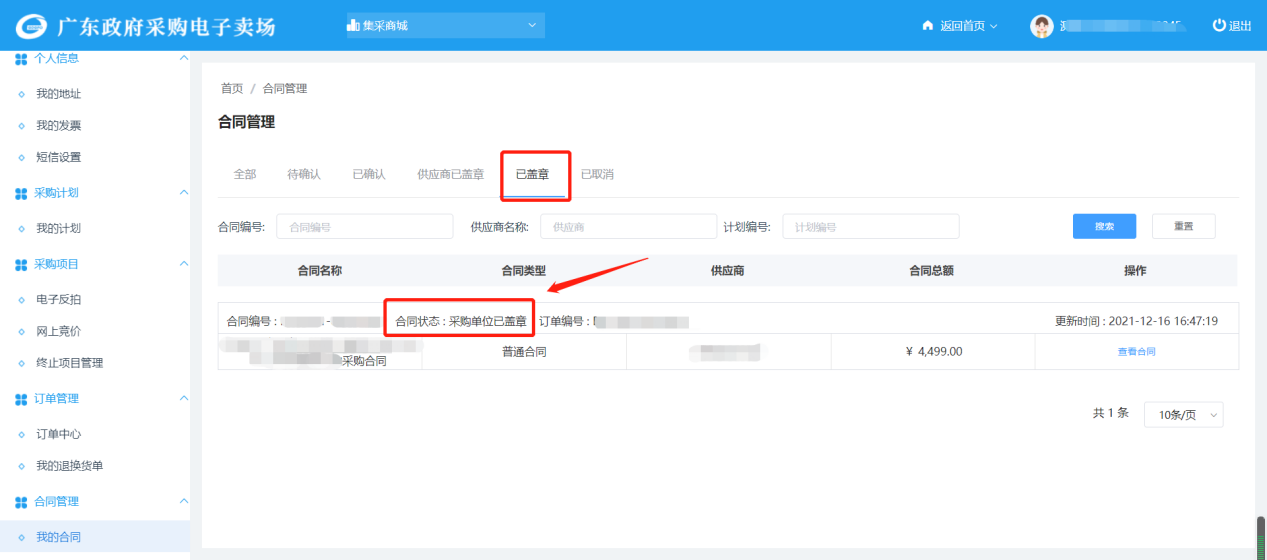 广东政府采购电子卖场
集采商城
返回首页
退出
个人信息
我的地址
我的发票
短信设置
采购计划
我的计划
采购项目
电子反拍
网上竞价
终止项目管理
订单管理
订单中心
我的退换货单
合同管理
我的合同
首页 / 合同管理
合同管理
全部 待确认 已确认 供应商已盖章 已盖章 已取消
合同编号: 合同编号 供应商名称: 供应商 计划编号: 计划编号 搜索 重置
合同名称 合同类型 供应商 合同总额 操作
合同编号 : - 合同状态 : 采购单位已盖章 订单编号 : 更新时间 : 2021-12-16 16:47:19
采购合同 普通合同 ¥ 4,499.00 查看合同
共 1 条 10条/页